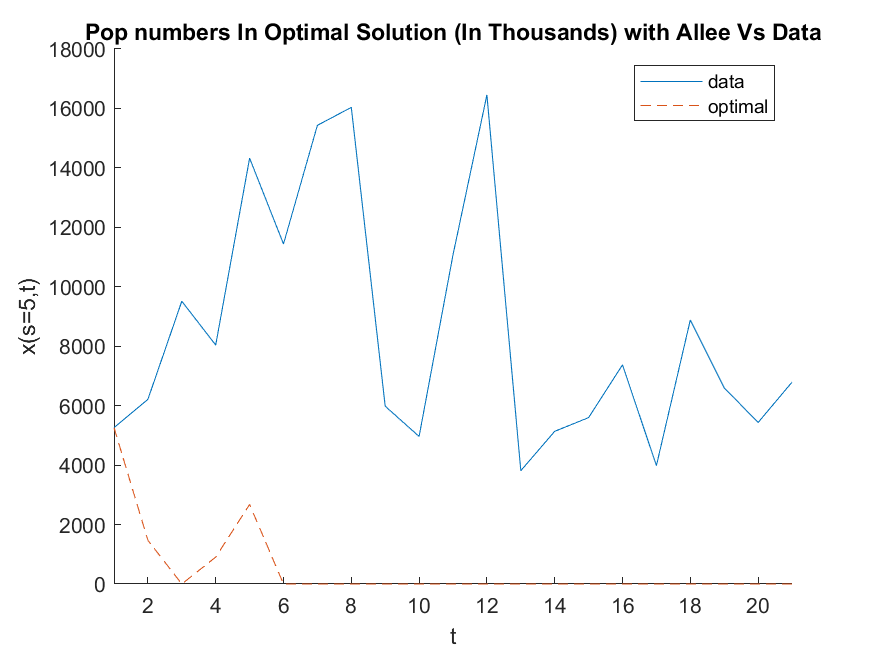 Pop numbers In Optimal Solution (In Thousands) with Allee Vs Data
18000
16000
14000
12000
10000
8000
6000
4000
2000
0
x(s=5,t)
data
optimal
2 4 6 8 10 12 14 16 18 20
t